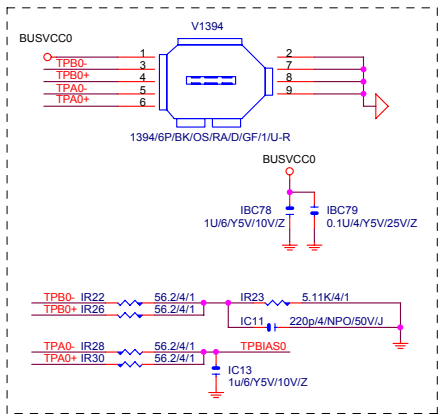 V1394
BUSVCC0
1 2
TPB0- 3 7
TPB0+ 4 8
TPA0- 5 9
TPA0+ 6
1394/6P/BK/OS/RA/D/GF/1/U-R
BUSVCC0
IBC78 IBC79
1U/6/Y5V/10V/Z 0.1U/4/Y5V/25V/Z
TPB0- IR22 56.2/4/1 IR23 5.11K/4/1
TPB0+ IR26 56.2/4/1
IC11 220p/4/NPO/50V/J
TPA0- IR28 56.2/4/1 TPBIAS0
TPA0+ IR30 56.2/4/1
IC13
1u/6/Y5V/10V/Z